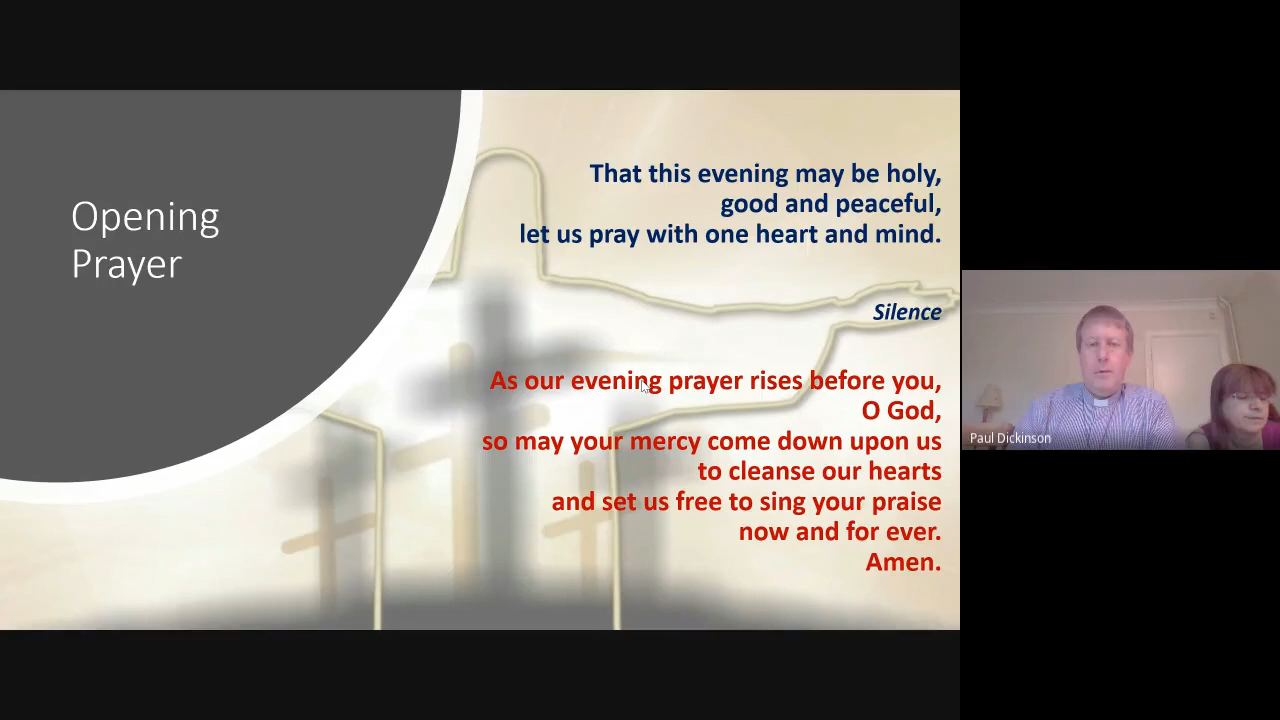 Opening
Prayer
That this evening may be holy,
good and peaceful,
let us pray with one heart and mind.
Silence
As our evening prayer rises before you,
O God,
so may your mercy come down upon us
to cleanse our hearts
and set us free to sing your praise
now and for ever.
Amen.
Paul Dickinson